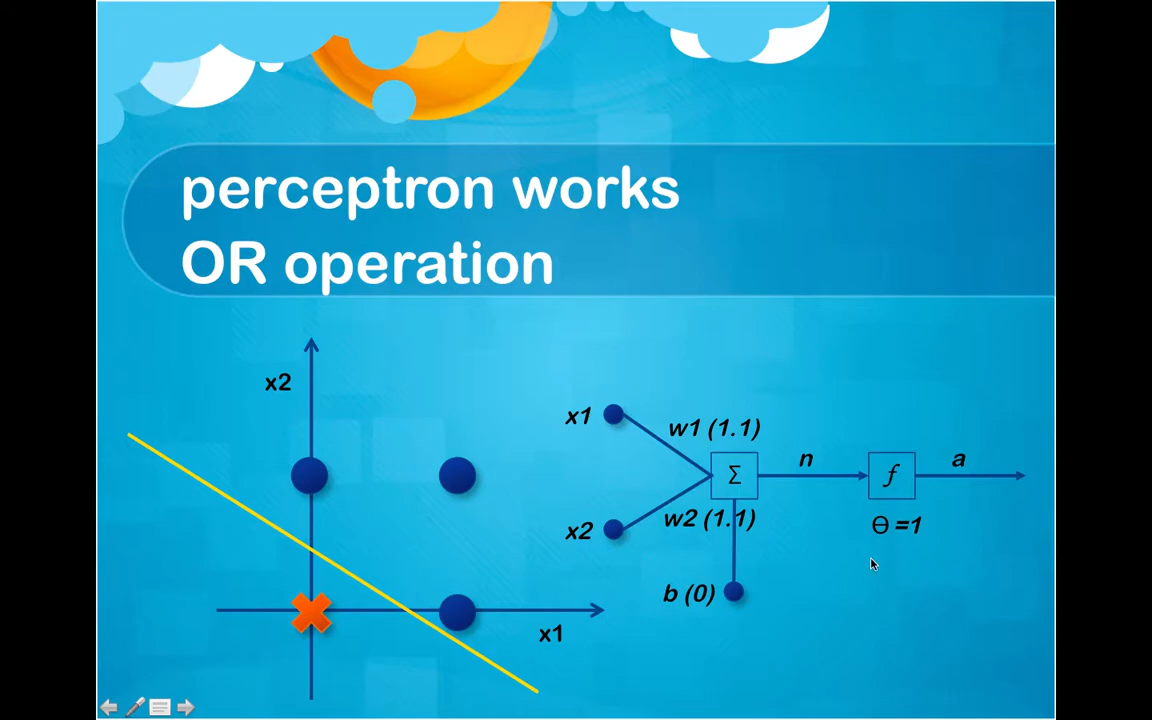 perceptron works
OR operation
x2
x1
x1
w1 (1.1)
Σ
n
f
a
x2
w2 (1.1)
Θ =1
b (0)